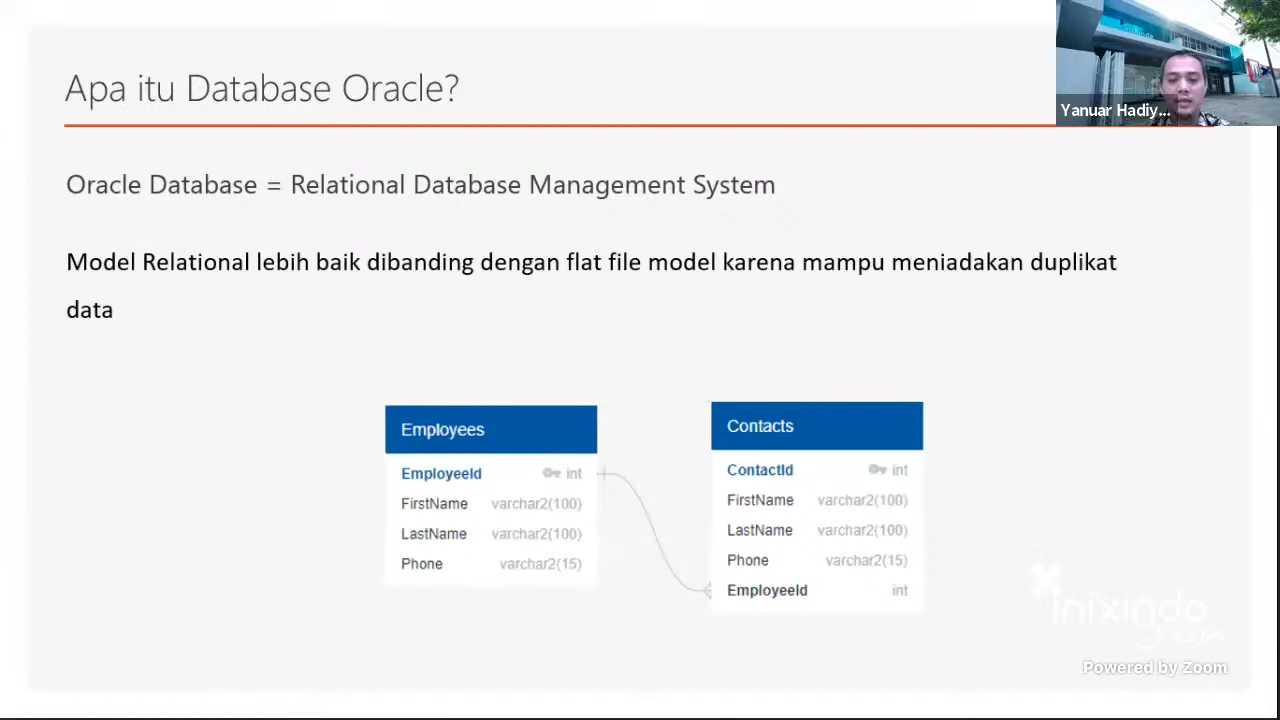 Apa itu Database Oracle?
Yanuar Hadiy...
Oracle Database = Relational Database Management System
Model Relational lebih baik dibanding dengan flat file model karena mampu meniadakan duplikat
data
Employees
EmployeeId int
FirstName varchar2(100)
LastName varchar2(100)
Phone varchar2(15)
Contacts
ContactId int
FirstName varchar2(100)
LastName varchar2(100)
Phone varchar2(15)
EmployeeId int
inixindo
Powered by Zoom